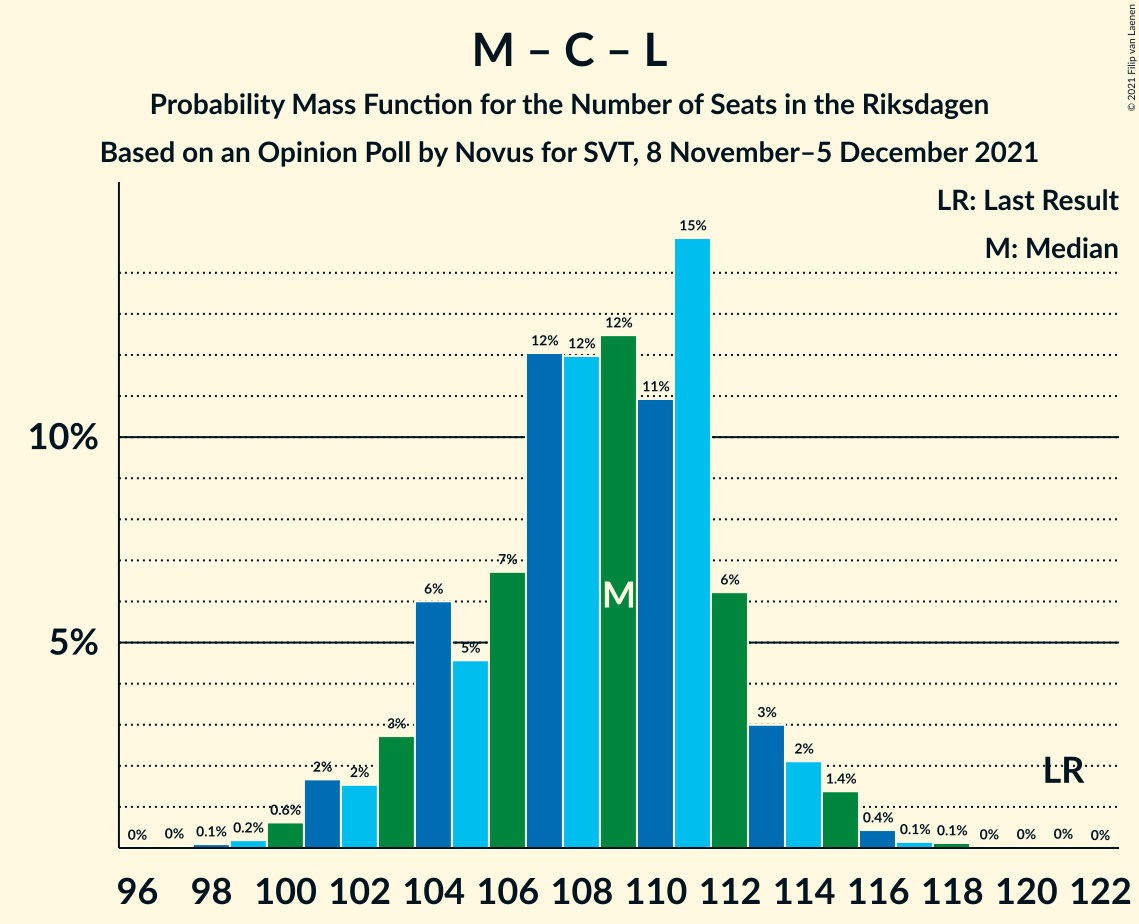 M – C – L
Probability Mass Function for the Number of Seats in the Riksdagen
Based on an Opinion Poll by Novus for SVT, 8 November–5 December 2021
© 2021 Filip van Laenen
LR: Last Result
M: Median
10%
5%
0% 0% 0.1% 0.2% 0.6% 2% 2% 3% 6% 5% 7% 12% 12% 12% 11% 15% 6% 3% 2% 1.4% 0.4% 0.1% 0.1% 0% 0% 0% 0%
M
LR
96 98 100 102 104 106 108 110 112 114 116 118 120 122